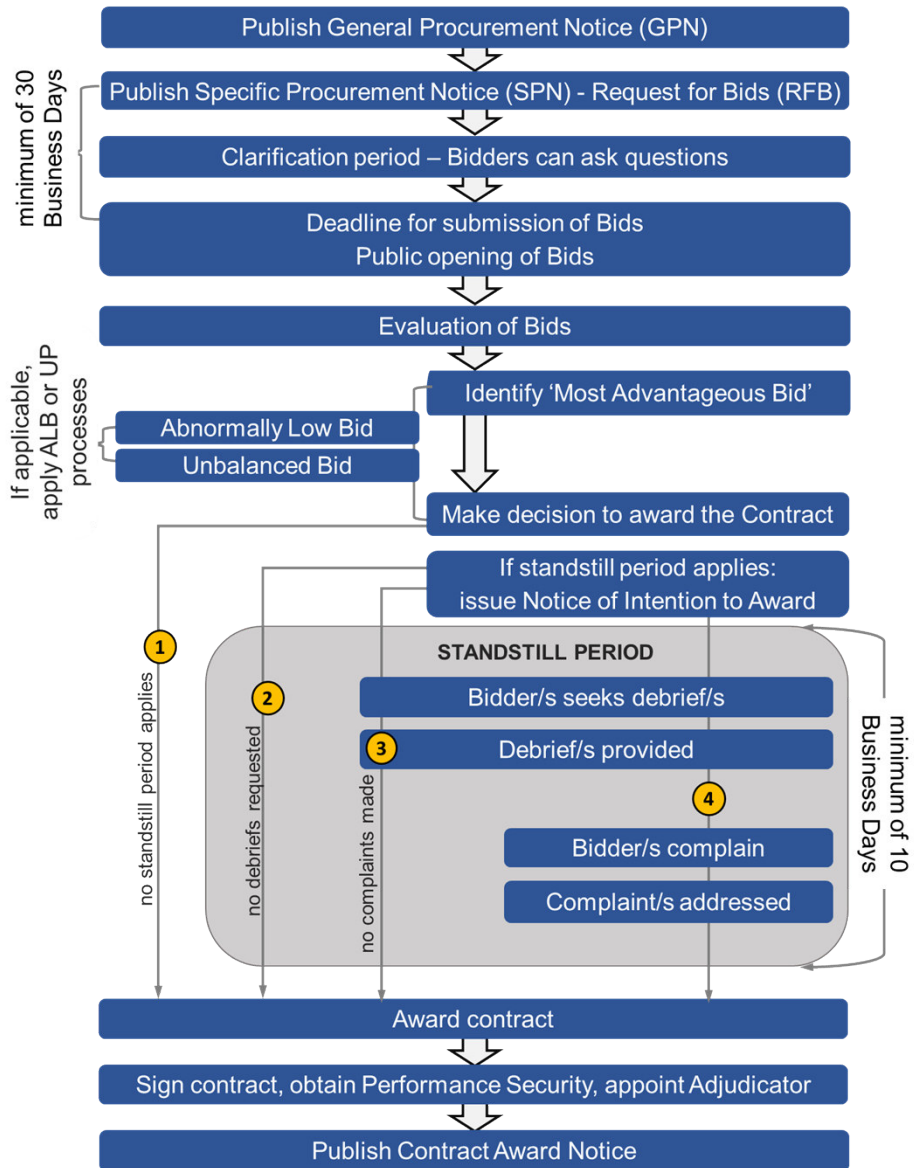 Publish General Procurement Notice (GPN)
minimum of 30
Business Days
Publish Specific Procurement Notice (SPN) - Request for Bids (RFB)
Clarification period – Bidders can ask questions
Deadline for submission of Bids
Public opening of Bids
Evaluation of Bids
If applicable,
apply ALB or UP
processes
Identify ‘Most Advantageous Bid’
Abnormally Low Bid
Unbalanced Bid
Make decision to award the Contract
If standstill period applies:
issue Notice of Intention to Award
1
no standstill period applies
STANDSTILL PERIOD
2
no debriefs requested
Bidder/s seeks debrief/s
3
Debrief/s provided
no complaints made
4
Bidder/s complain
Complaint/s addressed
minimum of 10
Business Days
Award contract
Sign contract, obtain Performance Security, appoint Adjudicator
Publish Contract Award Notice